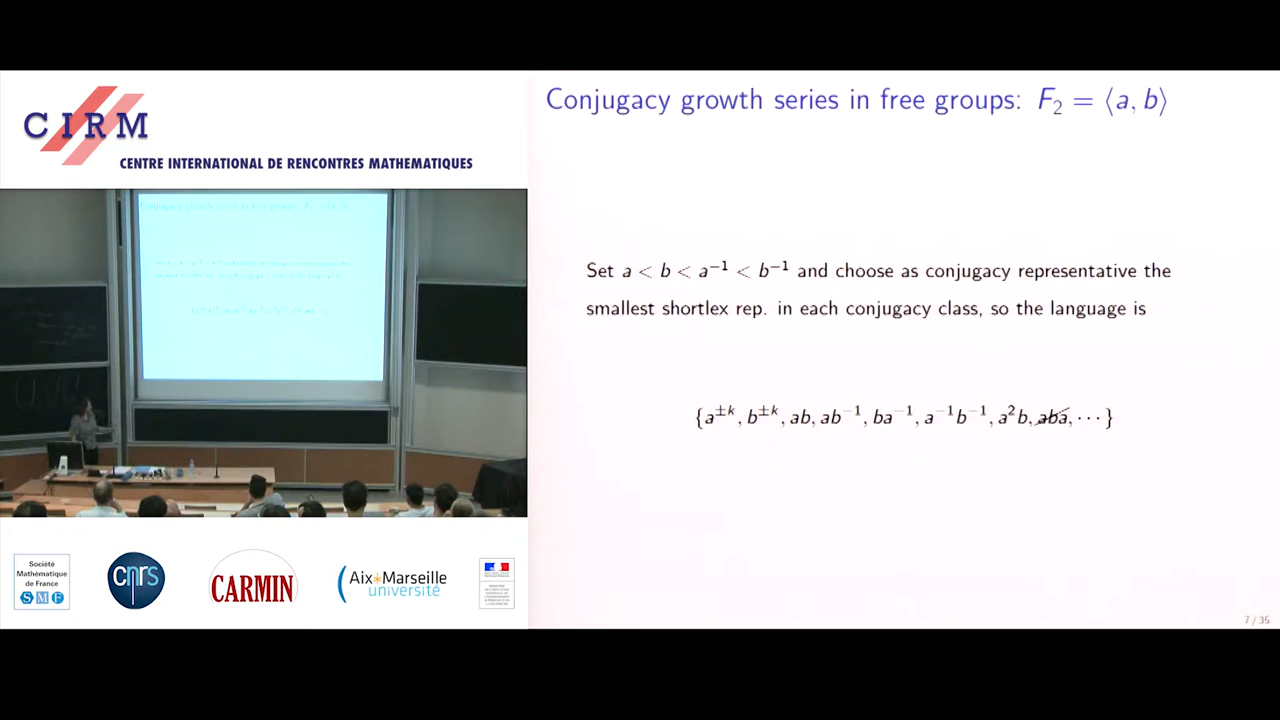 CIRM
CENTRE INTERNATIONAL DE RENCONTRES MATHEMATIQUES
Conjugacy growth series in free groups: F₂ = ⟨a, b⟩
Set a < b < a⁻¹ < b⁻¹ and choose as conjugacy representative the
smallest shortlex rep. in each conjugacy class, so the language is
{a^{±k}, b^{±k}, ab, ab⁻¹, ba⁻¹, a⁻¹b⁻¹, a²b, aba, ⋯}
Société
Mathématique
de France
SMF
cnrs
CARMIN
Aix*Marseille
université
7 / 35